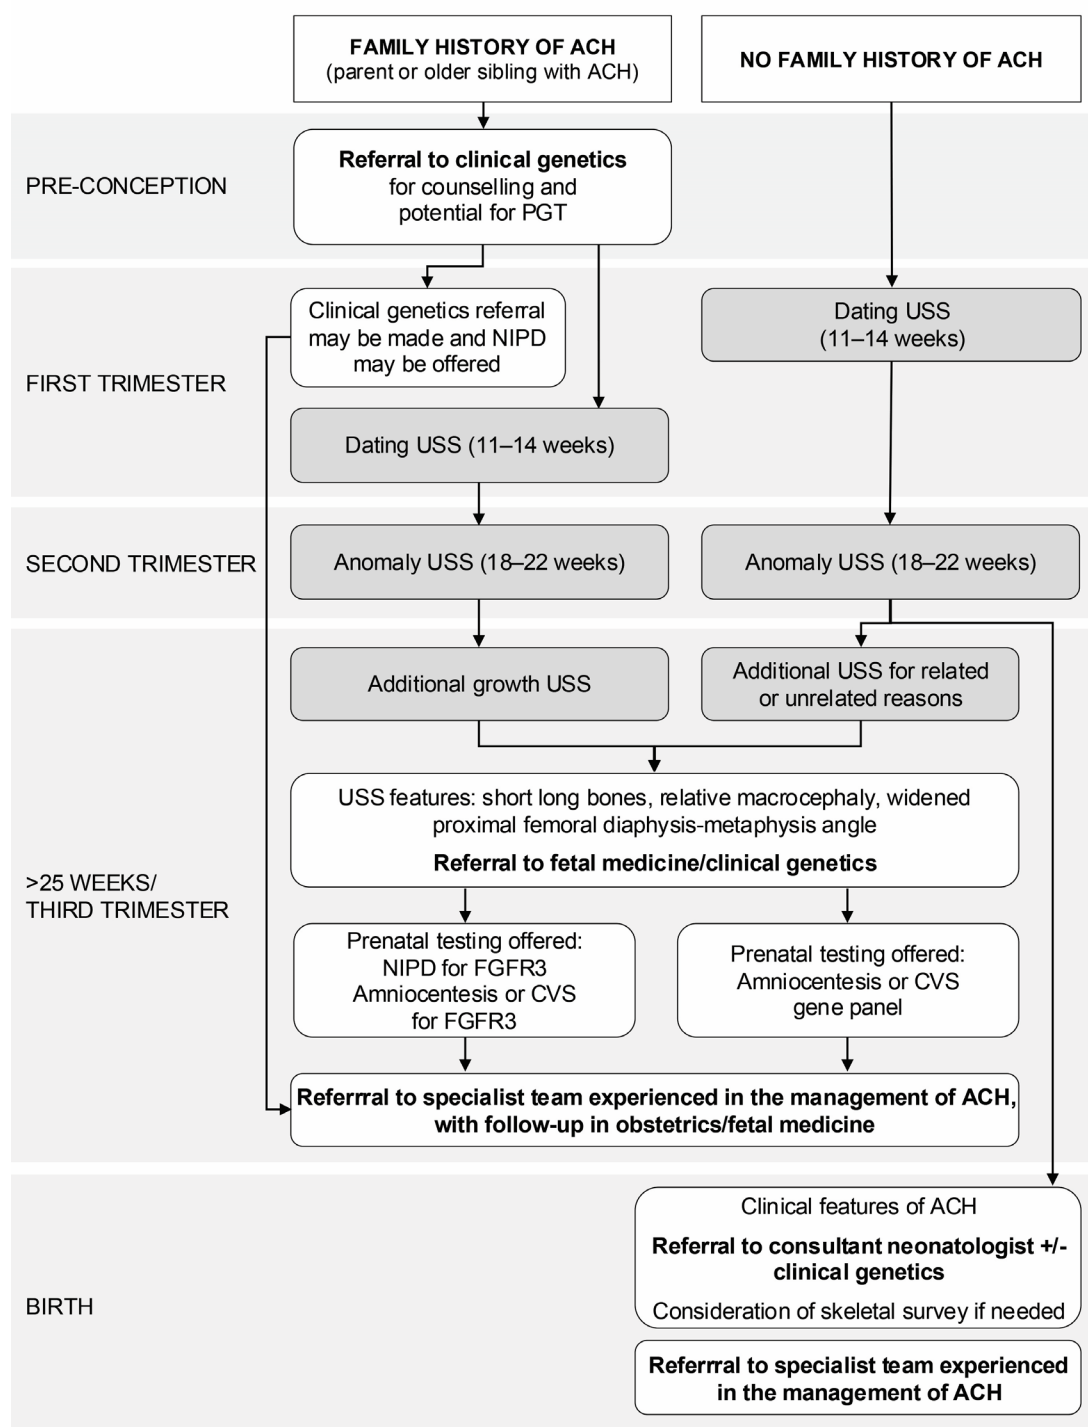 FAMILY HISTORY OF ACH
(parent or older sibling with ACH)
NO FAMILY HISTORY OF ACH
PRE-CONCEPTION
Referral to clinical genetics
for counselling and
potential for PGT
FIRST TRIMESTER
Clinical genetics referral
may be made and NIPD
may be offered
Dating USS
(11–14 weeks)
Dating USS (11–14 weeks)
SECOND TRIMESTER
Anomaly USS (18–22 weeks)
Anomaly USS (18–22 weeks)
>25 WEEKS/
THIRD TRIMESTER
Additional growth USS
Additional USS for related
or unrelated reasons
USS features: short long bones, relative macrocephaly, widened
proximal femoral diaphysis-metaphysis angle
Referral to fetal medicine/clinical genetics
Prenatal testing offered:
NIPD for FGFR3
Amniocentesis or CVS
for FGFR3
Prenatal testing offered:
Amniocentesis or CVS
gene panel
Referrral to specialist team experienced in the management of ACH,
with follow-up in obstetrics/fetal medicine
BIRTH
Clinical features of ACH
Referral to consultant neonatologist +/-
clinical genetics
Consideration of skeletal survey if needed
Referrral to specialist team experienced
in the management of ACH